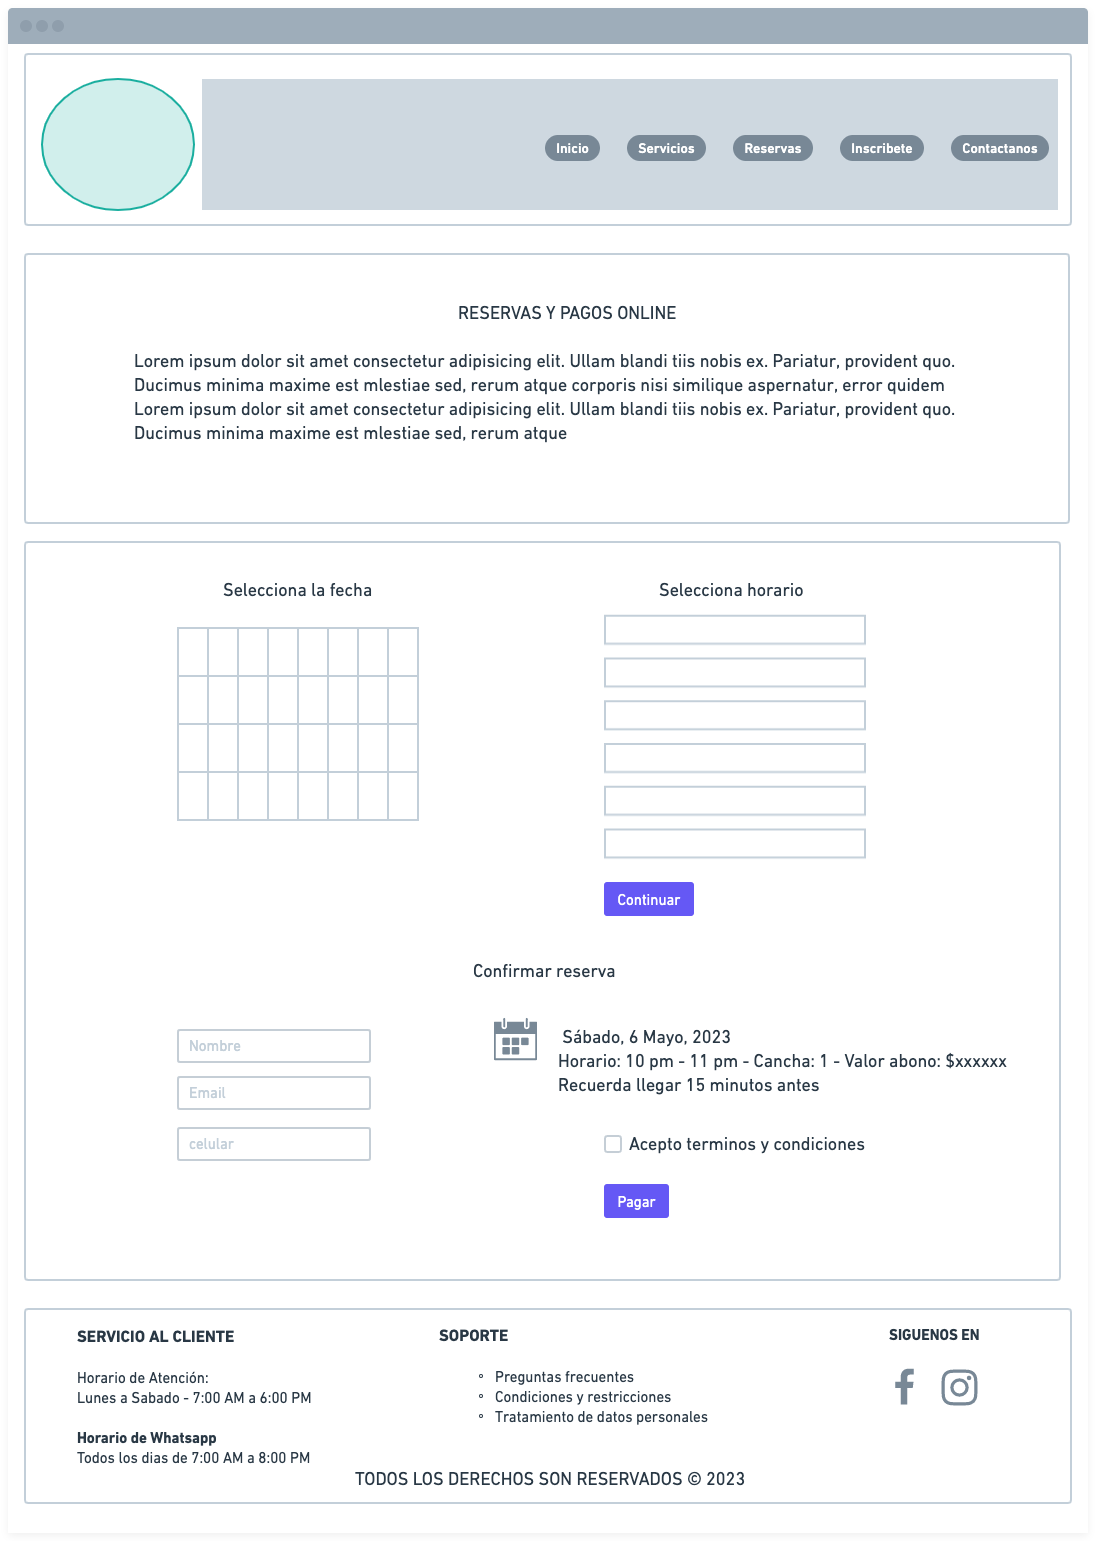 Inicio
Servicios
Reservas
Inscribete
Contactanos
RESERVAS Y PAGOS ONLINE
Lorem ipsum dolor sit amet consectetur adipisicing elit. Ullam blandi tiis nobis ex. Pariatur, provident quo.
Ducimus minima maxime est mlestiae sed, rerum atque corporis nisi similique aspernatur, error quidem
Lorem ipsum dolor sit amet consectetur adipisicing elit. Ullam blandi tiis nobis ex. Pariatur, provident quo.
Ducimus minima maxime est mlestiae sed, rerum atque
Selecciona la fecha
Selecciona horario
Continuar
Confirmar reserva
Nombre
Email
celular
Sábado, 6 Mayo, 2023
Horario: 10 pm - 11 pm - Cancha: 1 - Valor abono: $xxxxxx
Recuerda llegar 15 minutos antes
Acepto terminos y condiciones
Pagar
SERVICIO AL CLIENTE
Horario de Atención:
Lunes a Sabado - 7:00 AM a 6:00 PM
Horario de Whatsapp
Todos los dias de 7:00 AM a 8:00 PM
SOPORTE
Preguntas frecuentes
Condiciones y restricciones
Tratamiento de datos personales
SIGUENOS EN
TODOS LOS DERECHOS SON RESERVADOS © 2023